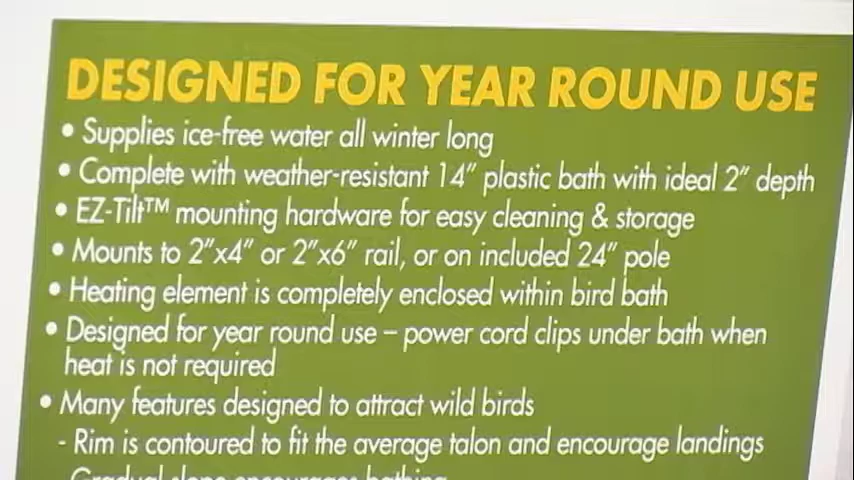 DESIGNED FOR YEAR ROUND USE
• Supplies ice-free water all winter long
• Complete with weather-resistant 14” plastic bath with ideal 2” depth
• EZ-Tilt™ mounting hardware for easy cleaning & storage
• Mounts to 2”x4” or 2”x6” rail, or on included 24” pole
• Heating element is completely enclosed within bird bath
• Designed for year round use – power cord clips under bath when
heat is not required
• Many features designed to attract wild birds
- Rim is contoured to fit the average talon and encourage landings
Gradual slope encourages bathing